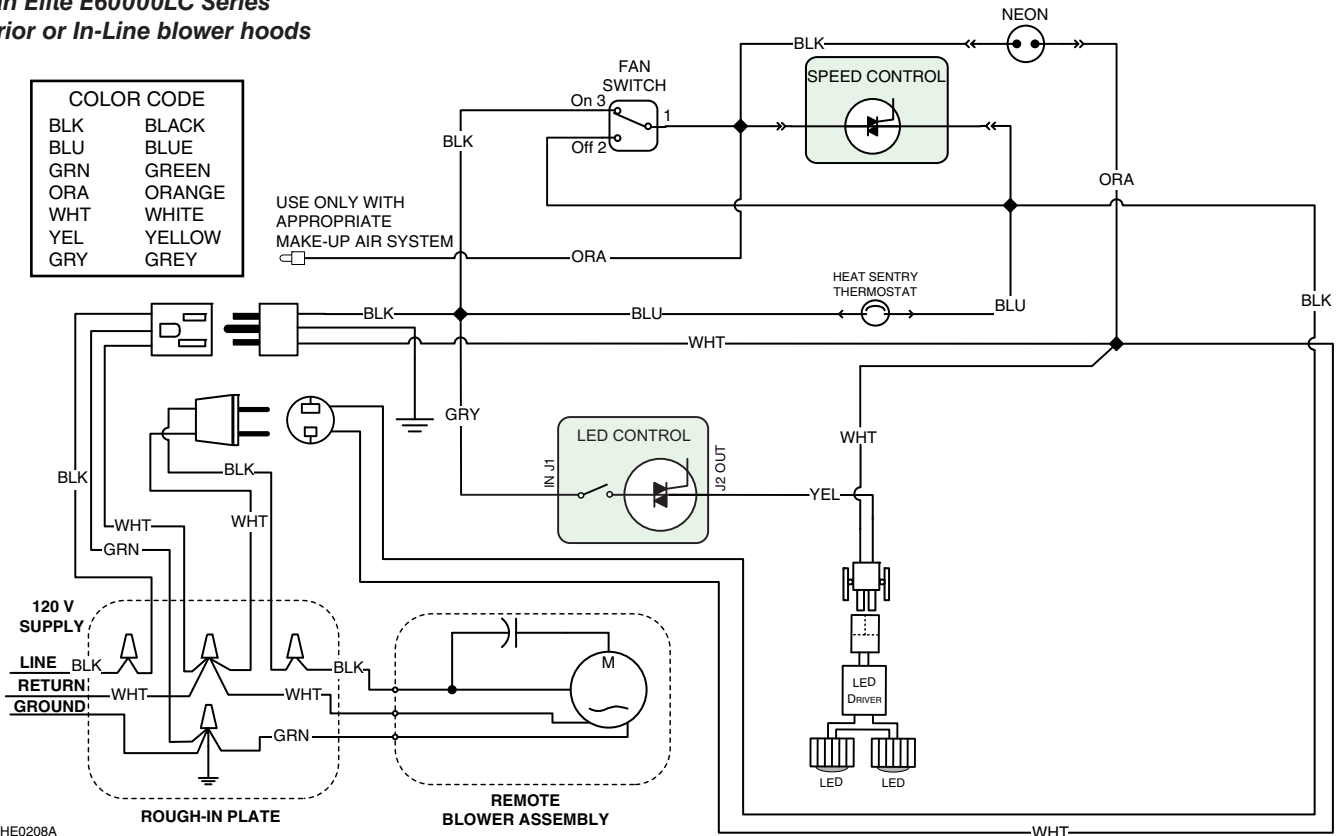 Elite E60000LC Series
or In-Line blower hoods
COLOR CODE
BLK BLACK
BLU BLUE
GRN GREEN
ORA ORANGE
WHT WHITE
YEL YELLOW
GRY GREY
NEON
BLK
FAN
SWITCH
On 3
1
Off 2
SPEED CONTROL
BLK
ORA
USE ONLY WITH
APPROPRIATE
MAKE-UP AIR SYSTEM
ORA
HEAT SENTRY
THERMOSTAT
BLK
BLU
BLU
BLK
WHT
GRY
LED CONTROL
IN J1
J2 OUT
WHT
YEL
BLK
BLK
WHT
WHT
GRN
120 V
SUPPLY
LINE BLK
RETURN
WHT
GROUND
BLK
WHT
GRN
M
LED
DRIVER
LED LED
ROUGH-IN PLATE
REMOTE
BLOWER ASSEMBLY
HE0208A
WHT